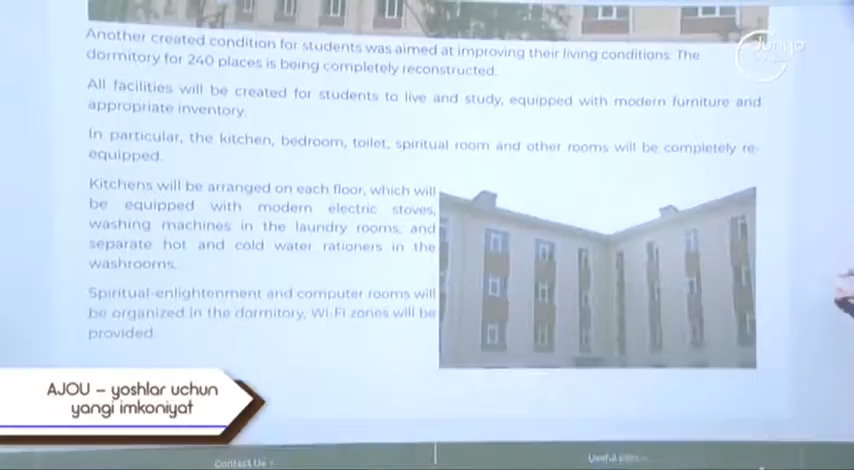 Another created condition for students was aimed at improving their living conditions. The
dormitory for 240 places is being completely reconstructed.
All facilities will be created for students to live and study, equipped with modern furniture and
appropriate inventory.
In particular, the kitchen, bedroom, toilet, spiritual room and other rooms will be completely re-
equipped.
Kitchens will be arranged on each floor, which will
be equipped with modern electric stoves,
washing machines in the laundry rooms, and
separate hot and cold water rationers in the
washrooms.
Spiritual-enlightenment and computer rooms will
be organized in the dormitory, Wi-Fi zones will be
provided.
AJOU – yoshlar uchun
yangi imkoniyat
Contact Us
Useful